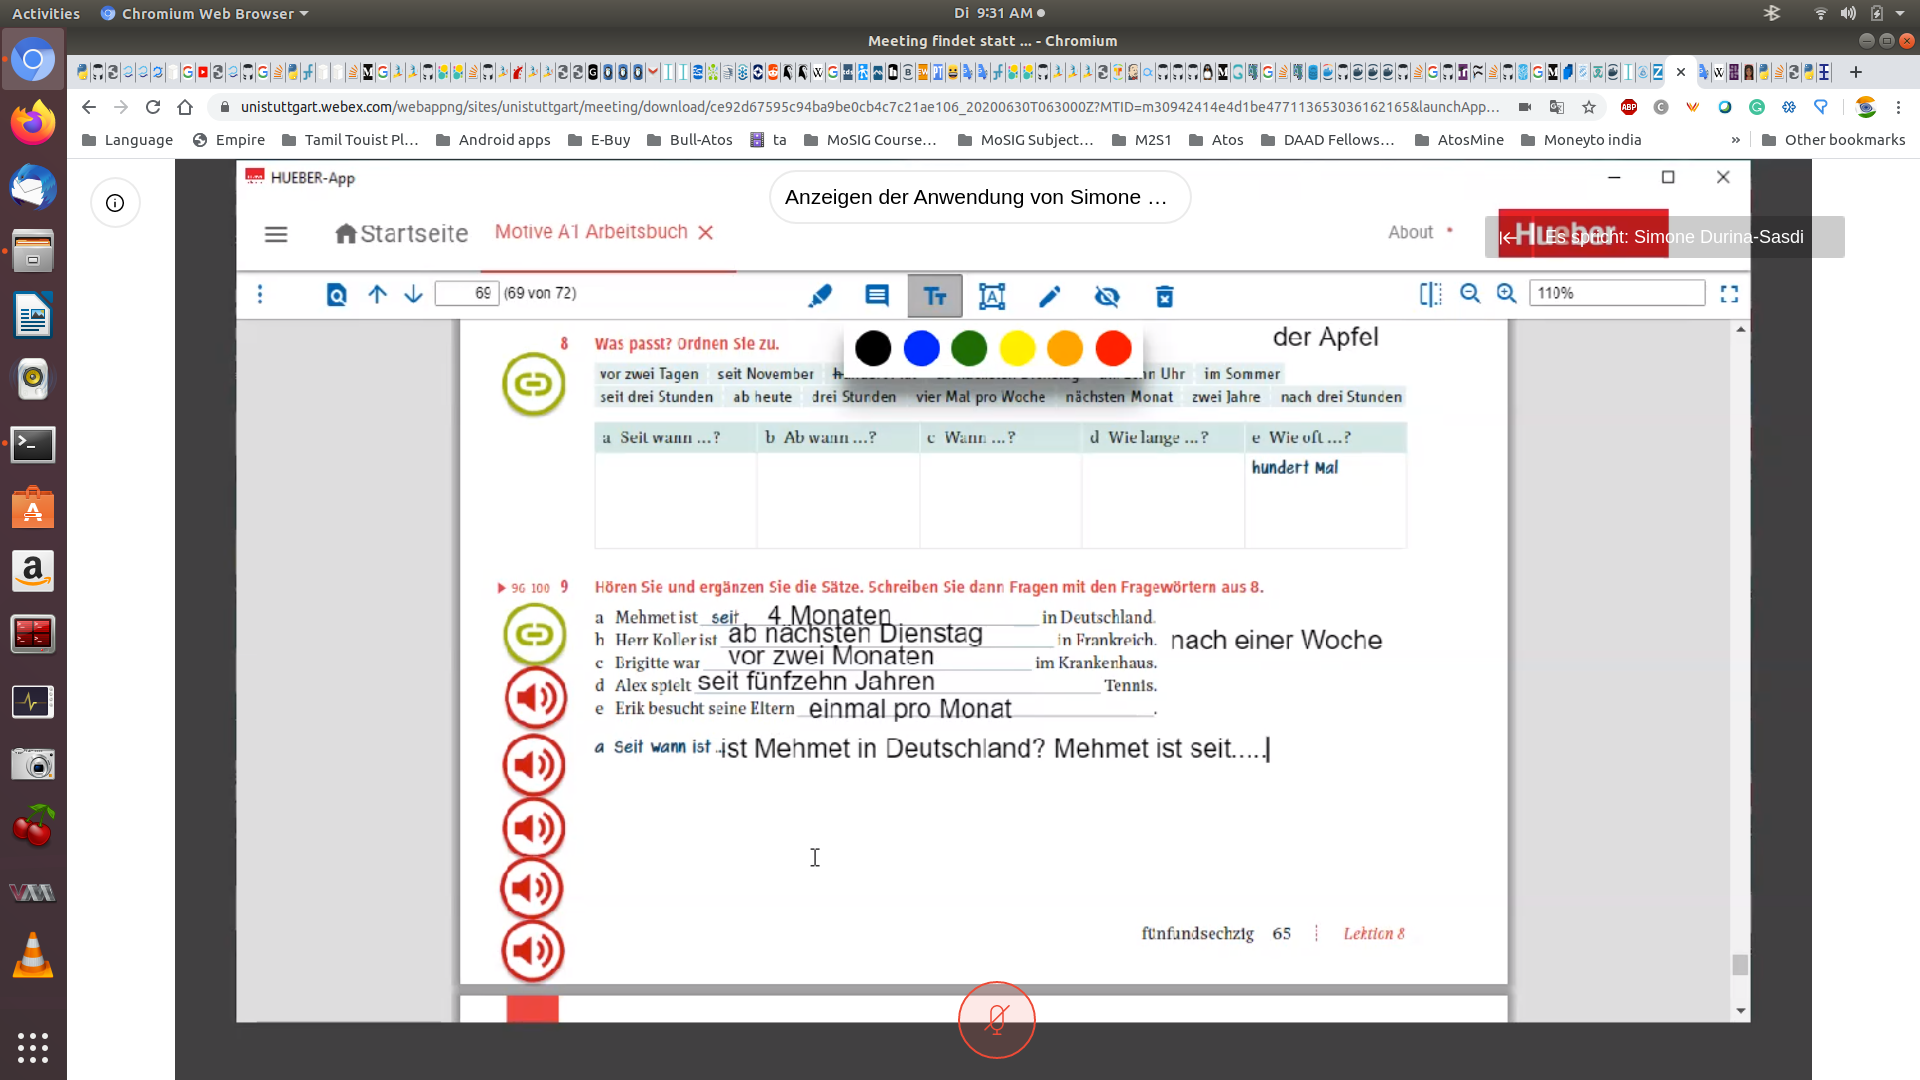 Activities Chromium Web Browser Di 9:31 AM
Meeting findet statt ... - Chromium
unistuttgart.webex.com/webappng/sites/unistuttgart/meeting/download/ce92d67595c94ba9be0cb4c7c21ae106_20200630T063000Z?MTID=m30942414e4d1be477113653036162165&launchApp...
Language Empire Tamil Touist Pl... Android apps E-Buy Bull-Atos ta MoSIG Course... MoSIG Subject... M2S1 Atos DAAD Fellows... AtosMine Moneyto india » Other bookmarks
HUEBER-App
Anzeigen der Anwendung von Simone ...
Startseite Motive A1 Arbeitsbuch About Hueber
Es spricht: Simone Durina-Sasdi
69 (69 von 72) 110%
8 Was passt? Ordnen Sie zu. der Apfel
vor zwei Tagen seit November Uhr im Sommer
seit drei Stunden ab heute drei Stunden vier Mal pro Woche nächsten Monat zwei Jahre nach drei Stunden
a Seit wann ...? b Ab wann ...? c Wann ...? d Wie lange ...? e Wie oft ...?
hundert Mal
96 100 9 Hören Sie und ergänzen Sie die Sätze. Schreiben Sie dann Fragen mit den Fragewörtern aus 8.
a Mehmet ist seit 4 Monaten in Deutschland.
b Herr Koller ist ab nächsten Dienstag in Frankreich. nach einer Woche
c Brigitte war vor zwei Monaten im Krankenhaus.
d Alex spielt seit fünfzehn Jahren Tennis.
e Erik besucht seine Eltern einmal pro Monat .
a Seit wann ist ... ist Mehmet in Deutschland? Mehmet ist seit.....
fünfundsechzig 65 Lektion 8